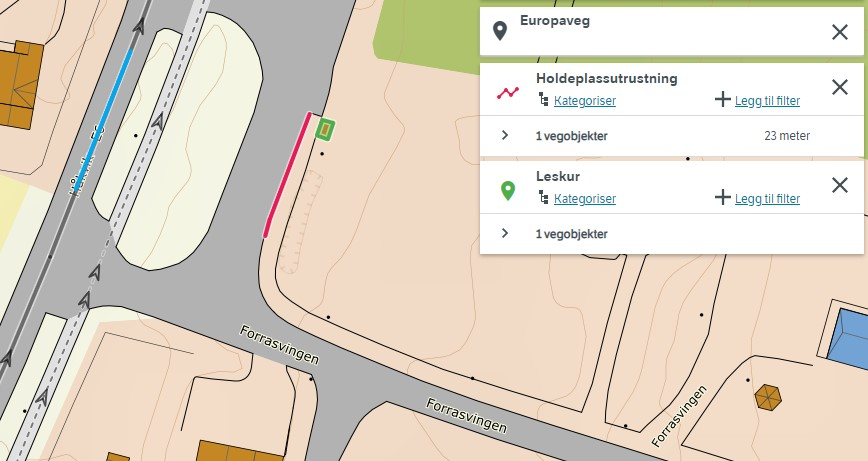 Europaveg
Holdeplassutrustning
Kategoriser
Legg til filter
1 vegobjekter
23 meter
Leskur
Kategoriser
Legg til filter
1 vegobjekter
Forrasvingen
Forrasvingen
Forrasvingen